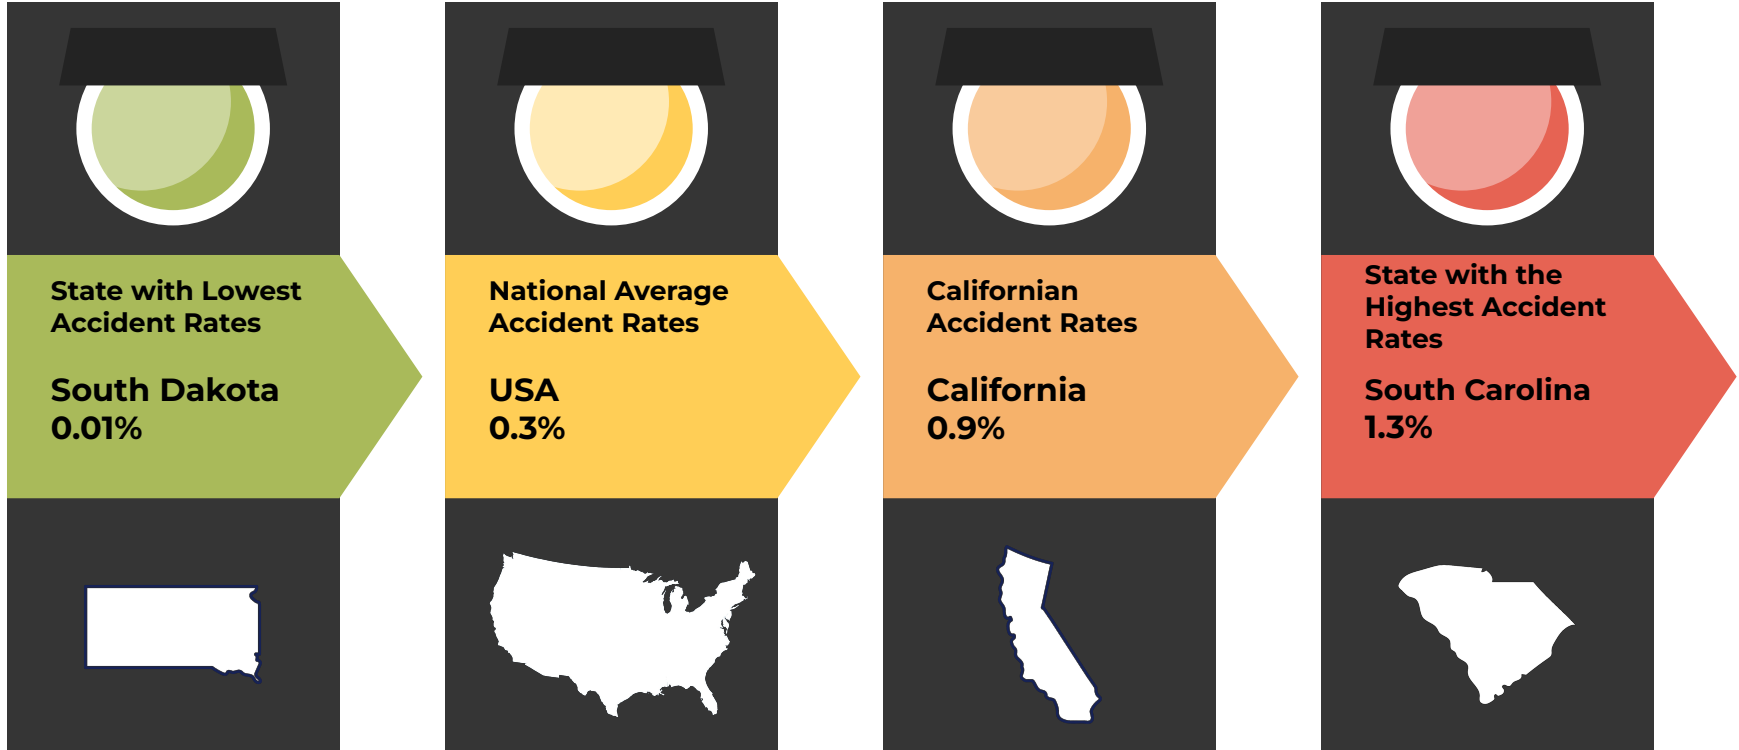 State with Lowest
Accident Rates
South Dakota
0.01%
National Average
Accident Rates
USA
0.3%
Californian
Accident Rates
California
0.9%
State with the
Highest Accident
Rates
South Carolina
1.3%